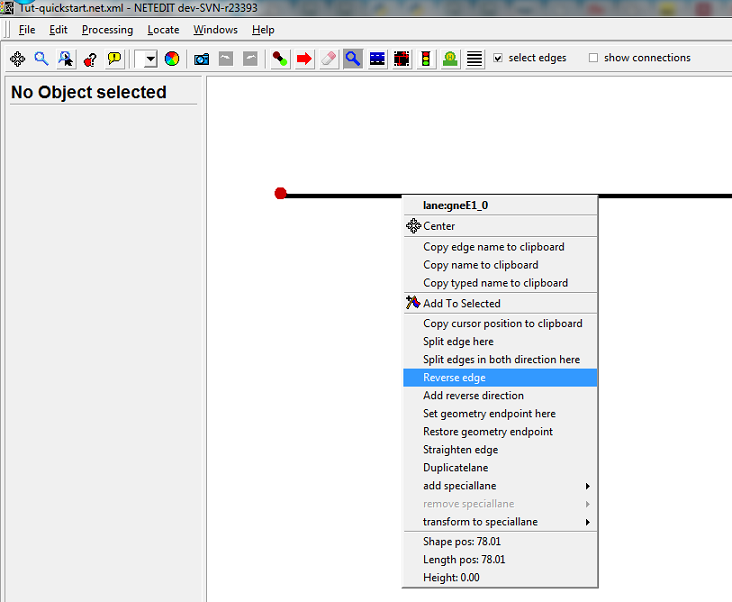 Tut-quickstart.net.xml - NETEDIT dev-SVN-r23393
File Edit Processing Locate Windows Help
select edges show connections
No Object selected
lane:gneE1_0
Center
Copy edge name to clipboard
Copy name to clipboard
Copy typed name to clipboard
Add To Selected
Copy cursor position to clipboard
Split edge here
Split edges in both direction here
Reverse edge
Add reverse direction
Set geometry endpoint here
Restore geometry endpoint
Straighten edge
Duplicatelane
add speciallane
remove speciallane
transform to speciallane
Shape pos: 78.01
Length pos: 78.01
Height: 0.00